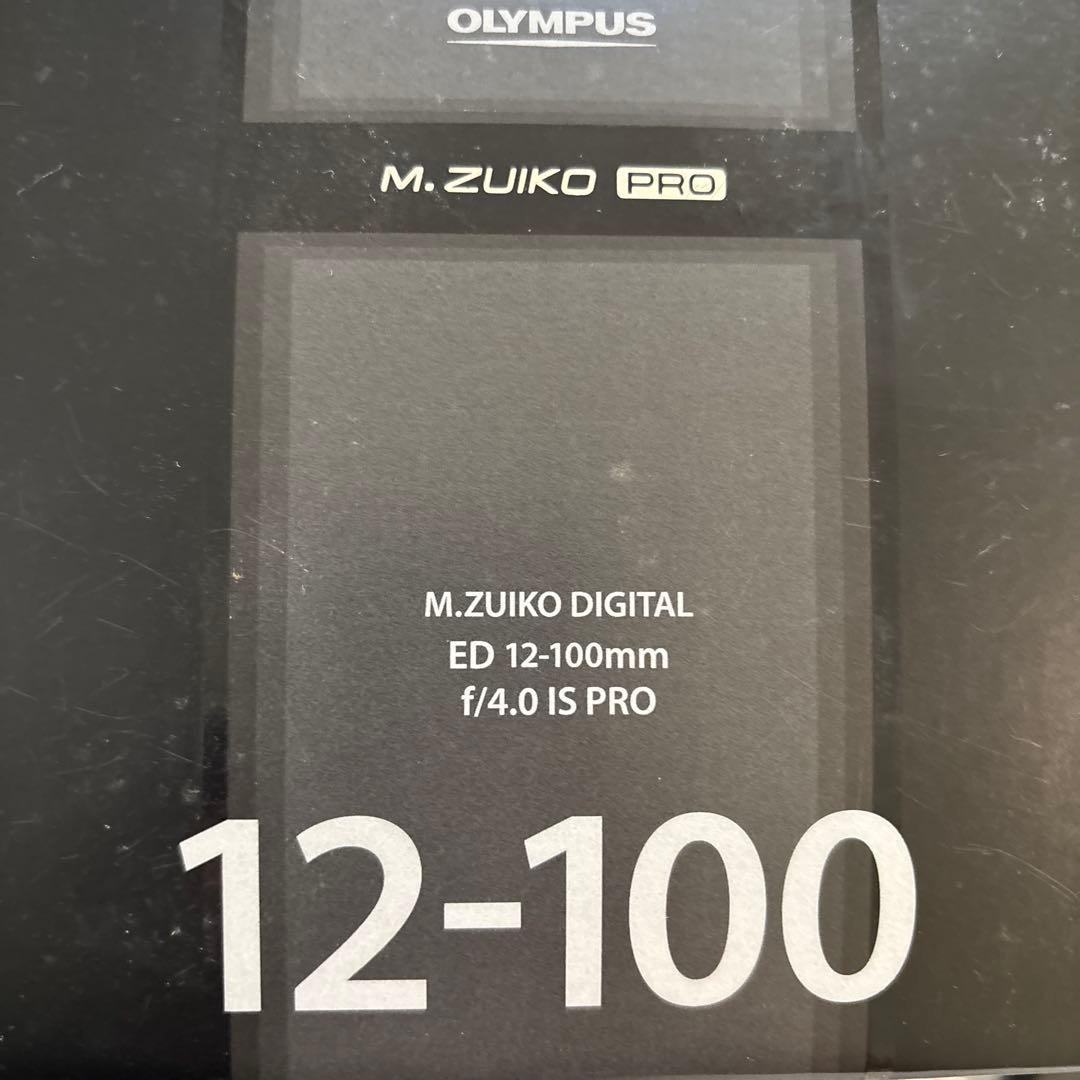 OLYMPUS
M. ZUIKO PRO
M.ZUIKO DIGITAL
ED 12-100mm
f/4.0 IS PRO
12-100